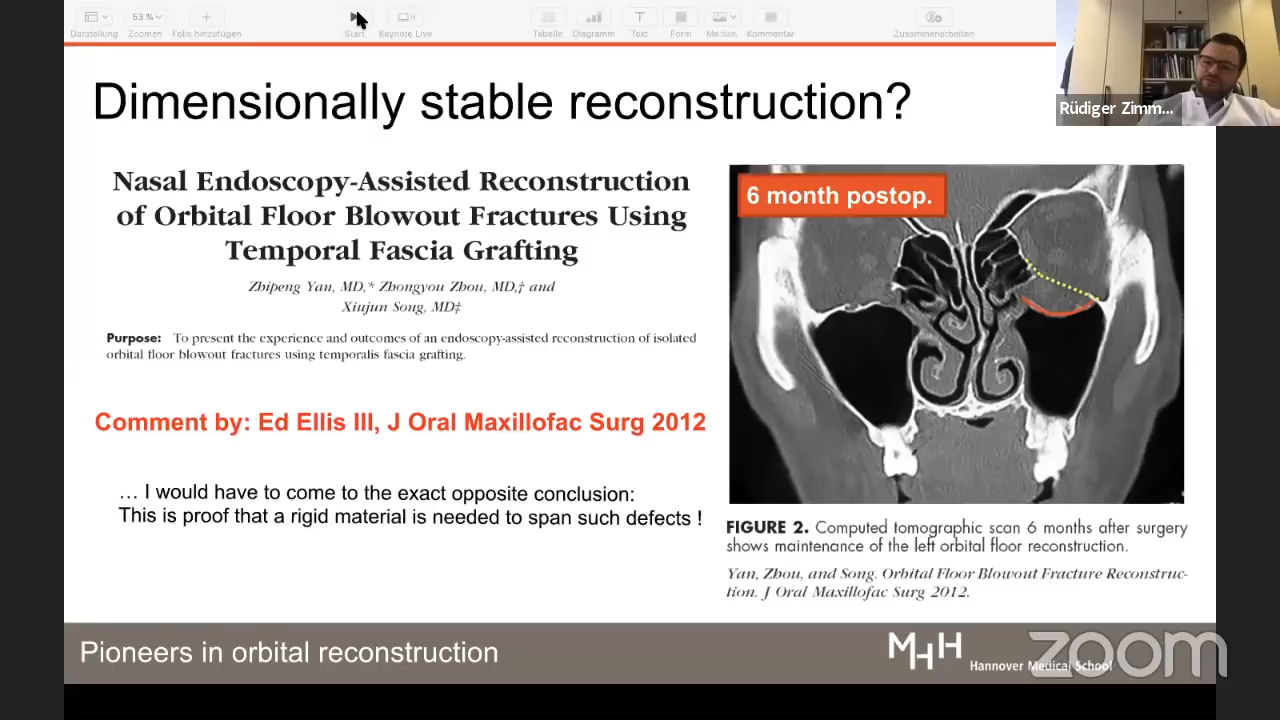 53 %
Darstellung
Zoomen
Folie hinzufügen
Start
Keynote Live
Tabelle
Diagramm
Text
Form
Medien
Kommentar
Zusammenarbeiten
Rüdiger Zimm...
Dimensionally stable reconstruction?
Nasal Endoscopy-Assisted Reconstruction
of Orbital Floor Blowout Fractures Using
Temporal Fascia Grafting
Zhipeng Yan, MD,* Zhongyou Zhou, MD,† and
Xiujun Song, MD‡
Purpose: To present the experience and outcomes of an endoscopy-assisted reconstruction of isolated
orbital floor blowout fractures using temporalis fascia grafting.
Comment by: Ed Ellis III, J Oral Maxillofac Surg 2012
… I would have to come to the exact opposite conclusion:
This is proof that a rigid material is needed to span such defects !
6 month postop.
FIGURE 2. Computed tomographic scan 6 months after surgery
shows maintenance of the left orbital floor reconstruction.
Yan, Zhou, and Song. Orbital Floor Blowout Fracture Reconstruc-
tion. J Oral Maxillofac Surg 2012.
Pioneers in orbital reconstruction
MHH
Hannover Medical School
zoom